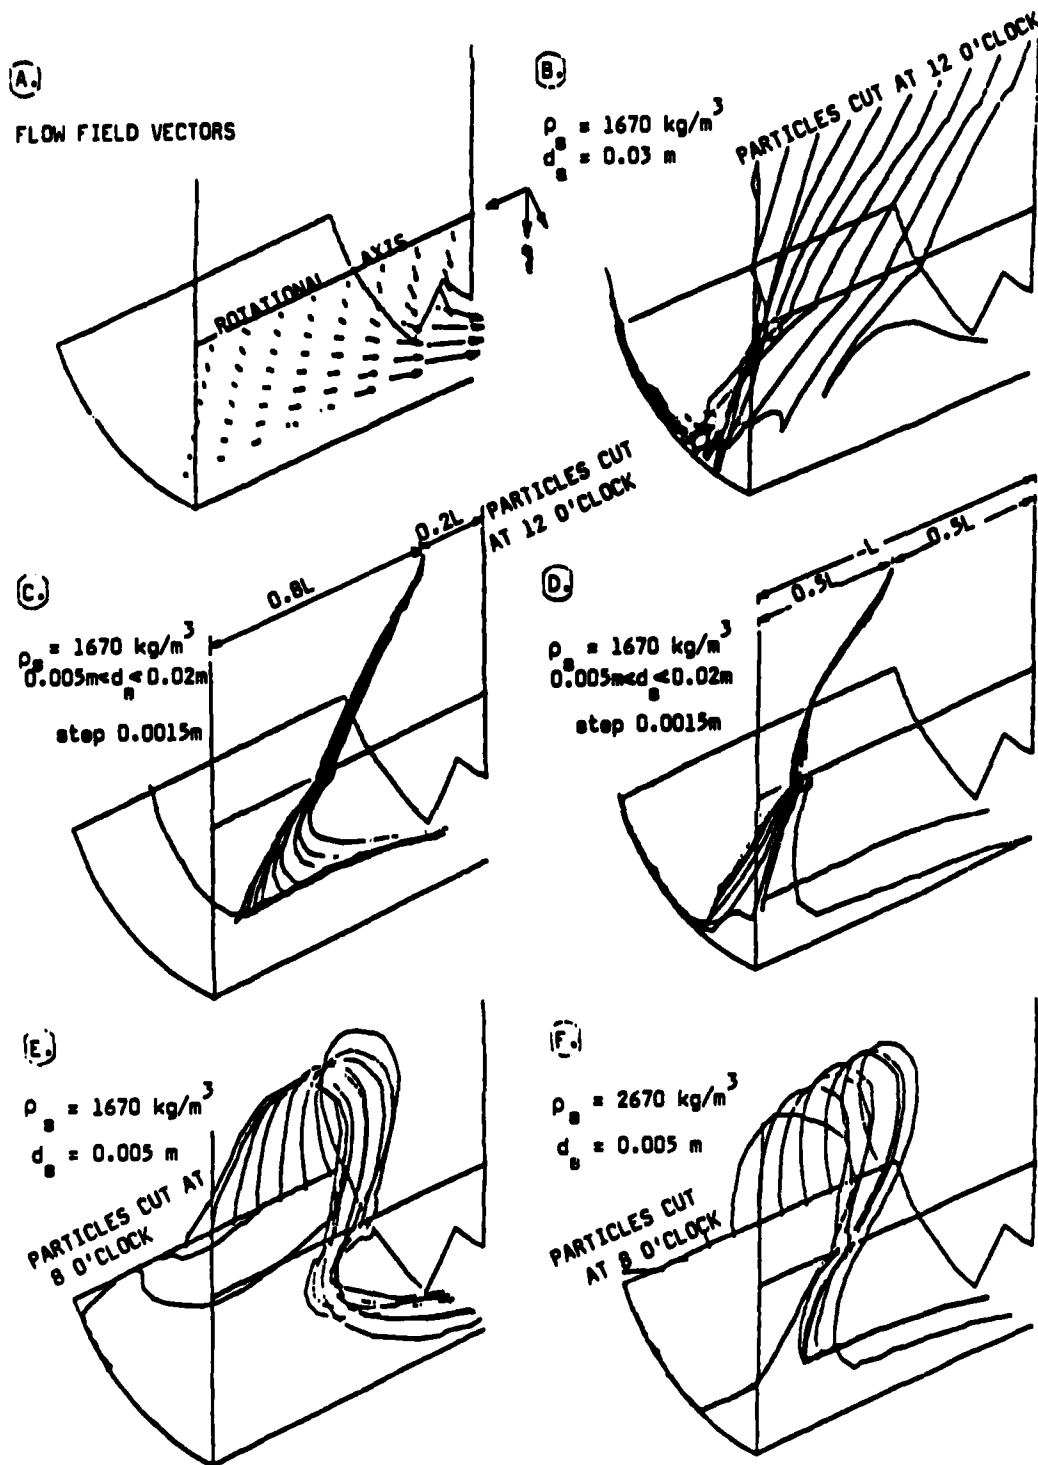 A.
FLOW FIELD VECTORS
ROTATIONAL AXIS
g
B.
ρs = 1670 kg/m³
ds = 0.03 m
PARTICLES CUT AT 12 O'CLOCK
C.
ρs = 1670 kg/m³
0.005m<ds<0.02m
step 0.0015m
0.8L
0.2L
PARTICLES CUT
AT 12 O'CLOCK
D.
ρs = 1670 kg/m³
0.005m<ds<0.02m
step 0.0015m
L
0.5L
0.5L
E.
ρs = 1670 kg/m³
ds = 0.005 m
PARTICLES CUT AT
8 O'CLOCK
F.
ρs = 2670 kg/m³
ds = 0.005 m
PARTICLES CUT
AT 8 O'CLOCK